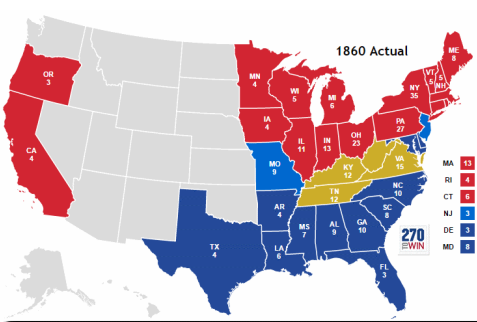 1860 Actual
ME
8
OR
3
MN
4
WI
5
MI
6
VT
5
5
NH
NY
35
IA
4
PA
27
CA
4
IL
11
IN
13
OH
23
MO
9
KY
12
VA
15
MA 13
RI 4
CT 6
NJ 3
DE 3
MD 8
TN
12
NC
10
AR
4
SC
8
MS
7
AL
9
GA
10
270
TO WIN
TX
4
LA
6
FL
3